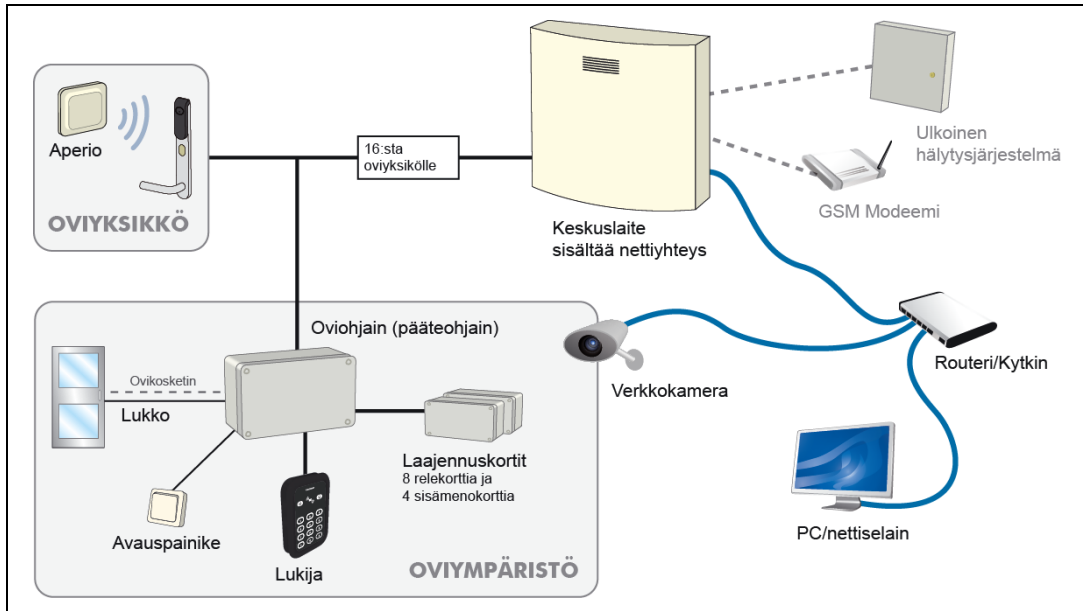 Aperio
OVIYKSIKKÖ
16:sta
oviyksikölle
Keskuslaite
sisältää nettiyhteys
Ulkoinen
hälytysjärjestelmä
GSM Modeemi
Oviohjain (pääteohjain)
Ovikosketin
Lukko
Avauspainike
Lukija
Laajennuskortit
8 relekorttia ja
4 sisämenokorttia
OVIYMPÄRISTÖ
Verkkokamera
Routeri/Kytkin
PC/nettiselain